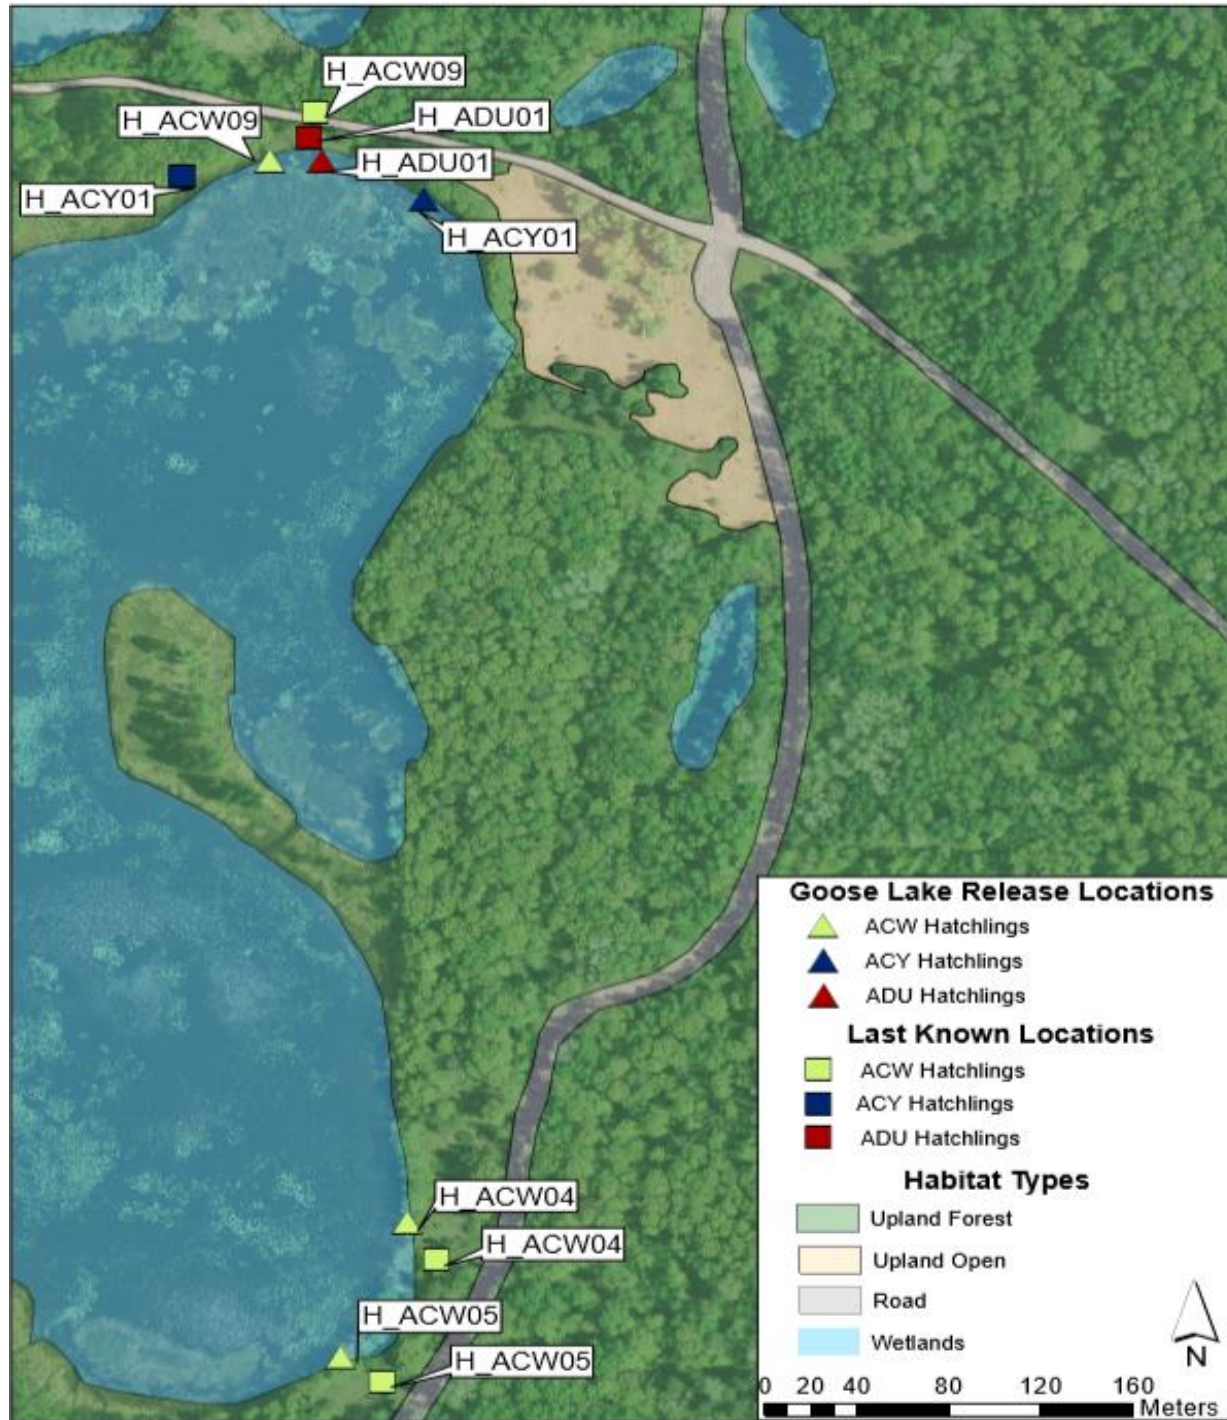 H_ACW09
H_ACW09
H_ADU01
H_ADU01
H_ACY01
H_ACY01
Goose Lake Release Locations
ACW Hatchlings
ACY Hatchlings
ADU Hatchlings
Last Known Locations
ACW Hatchlings
ACY Hatchlings
ADU Hatchlings
Habitat Types
Upland Forest
Upland Open
Road
Wetlands
N
0 20 40 80 120 160
Meters
H_ACW04
H_ACW04
H_ACW05
H_ACW05